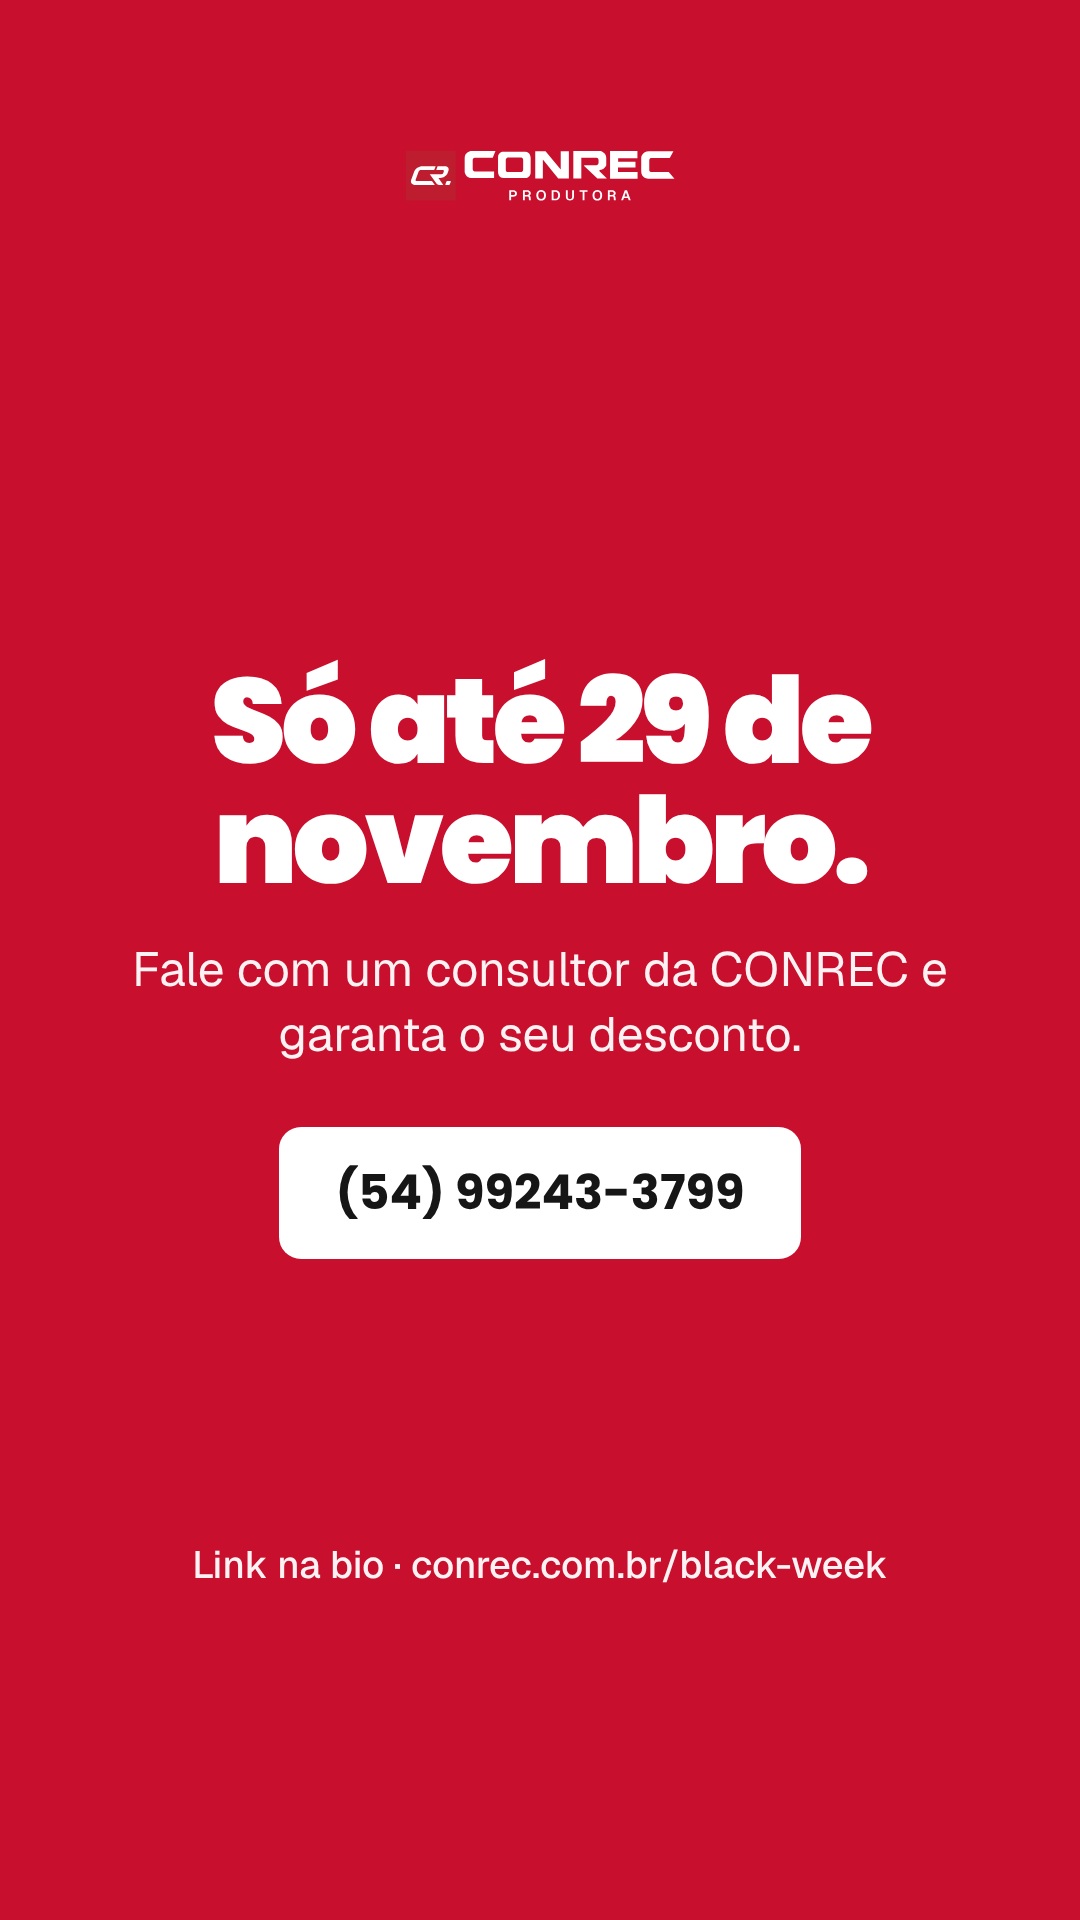 CR. CONREC
PRODUTORA
Só até 29 de
novembro.
Fale com um consultor da CONREC e
garanta o seu desconto.
(54) 99243-3799
Link na bio · conrec.com.br/black-week